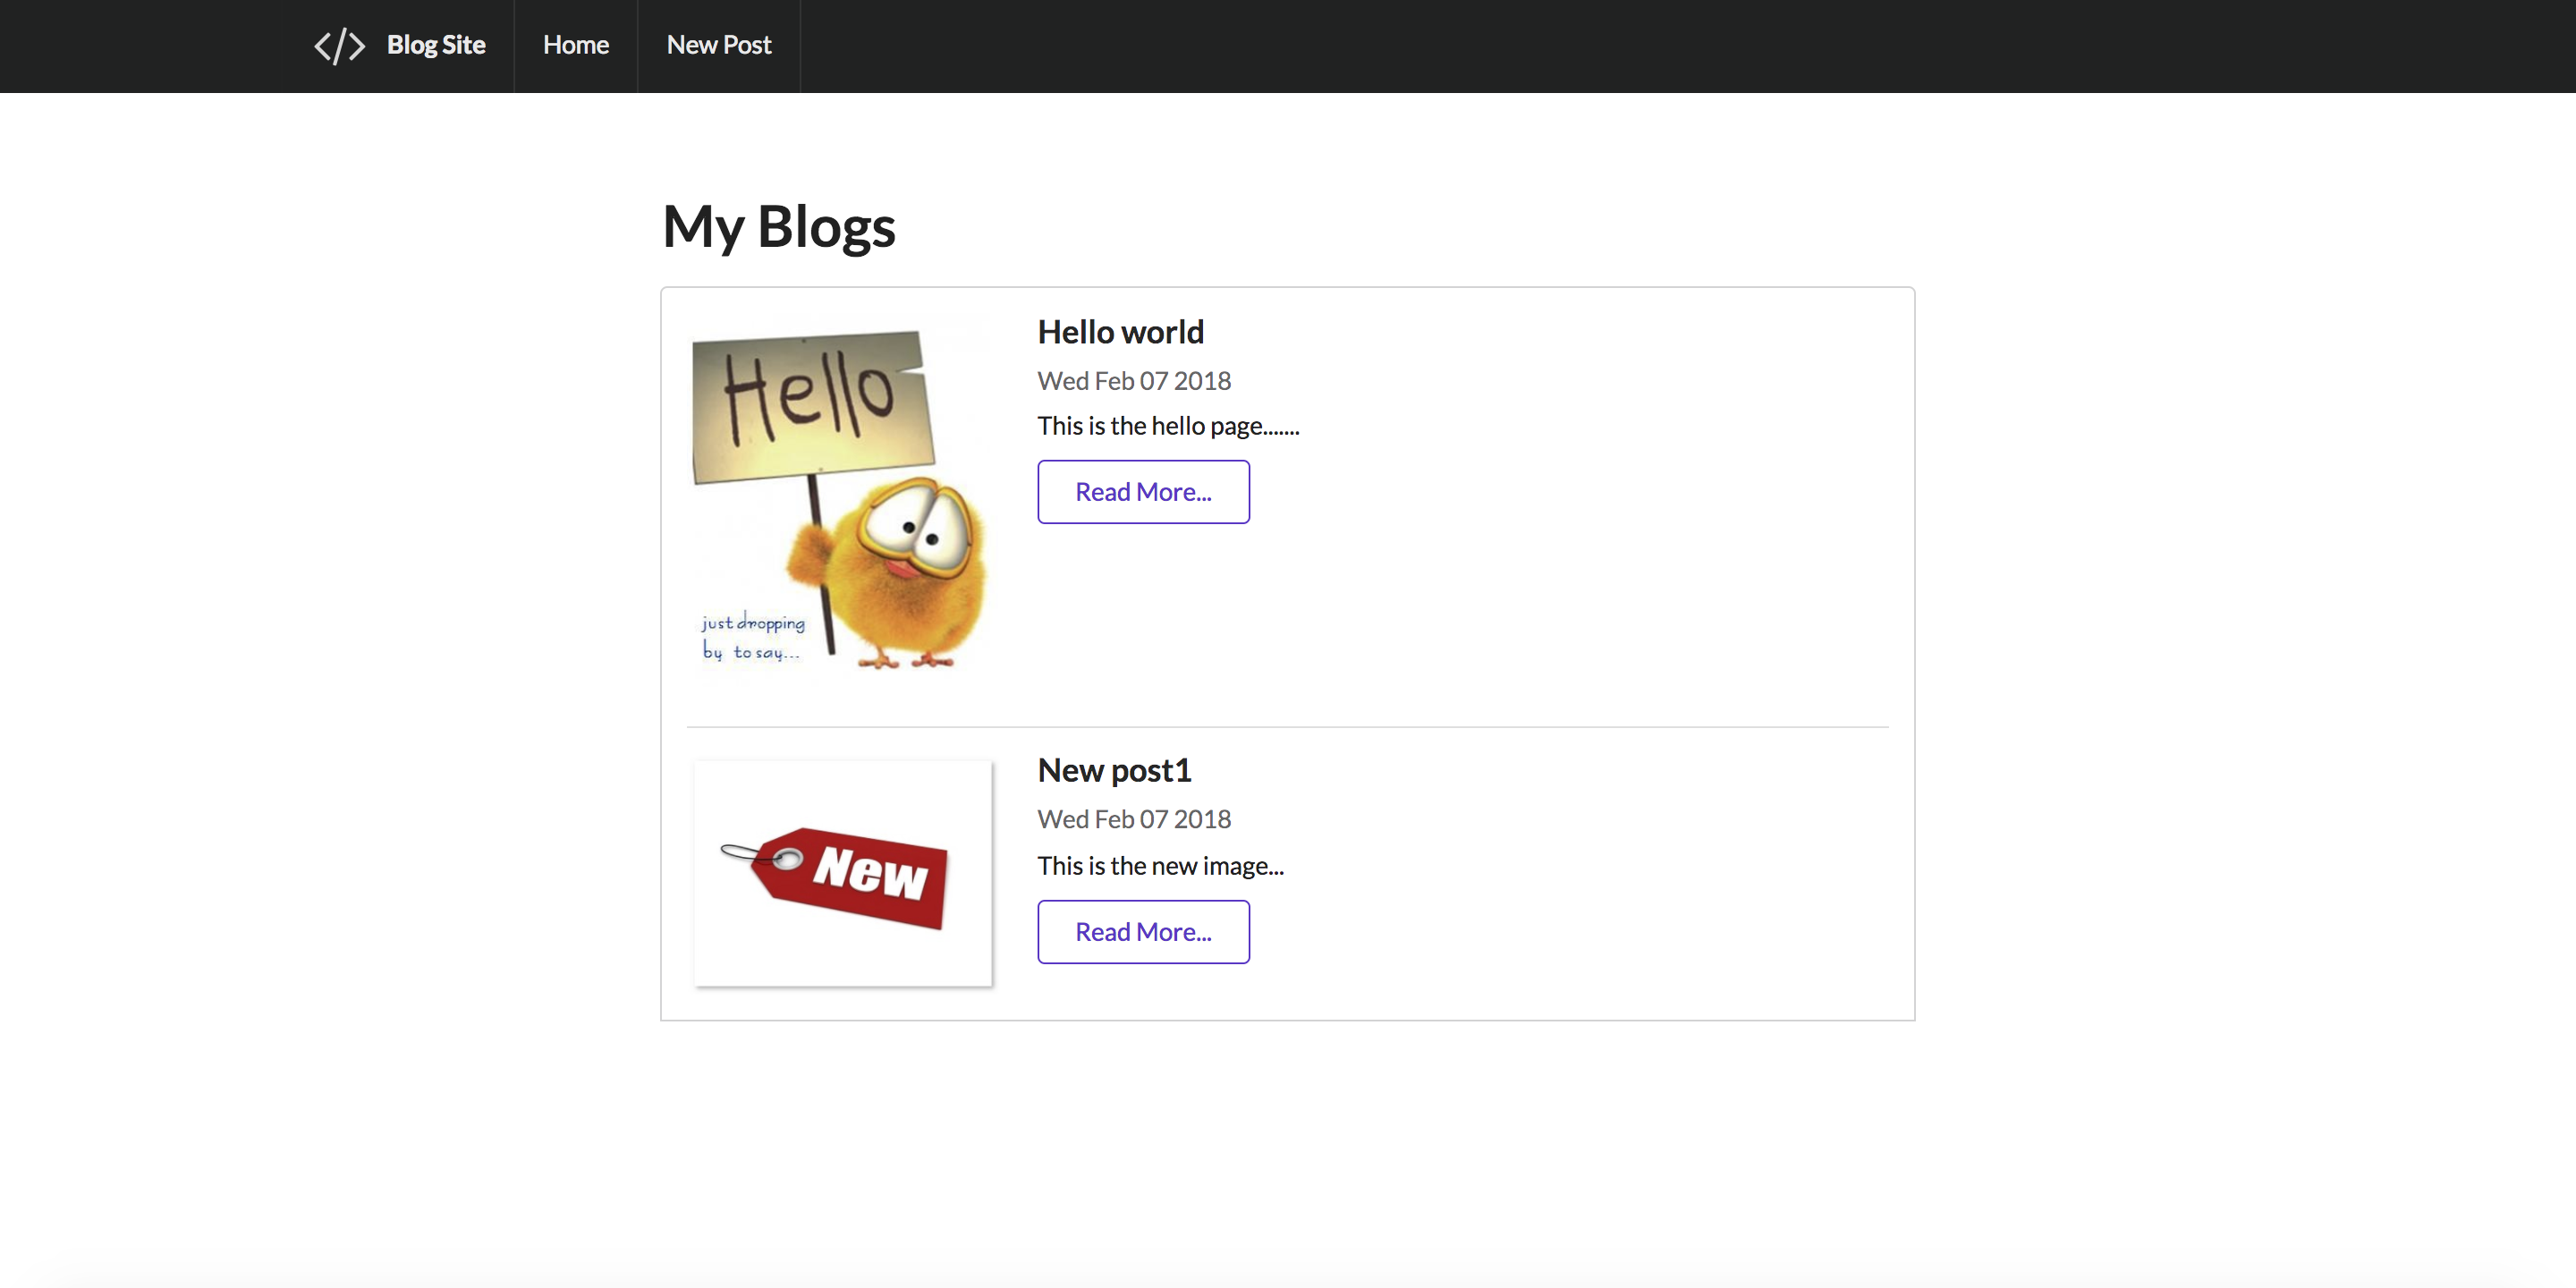 </> Blog Site Home New Post
My Blogs
Hello
just dropping
by to say...
Hello world
Wed Feb 07 2018
This is the hello page.......
Read More...
New
New post1
Wed Feb 07 2018
This is the new image...
Read More...